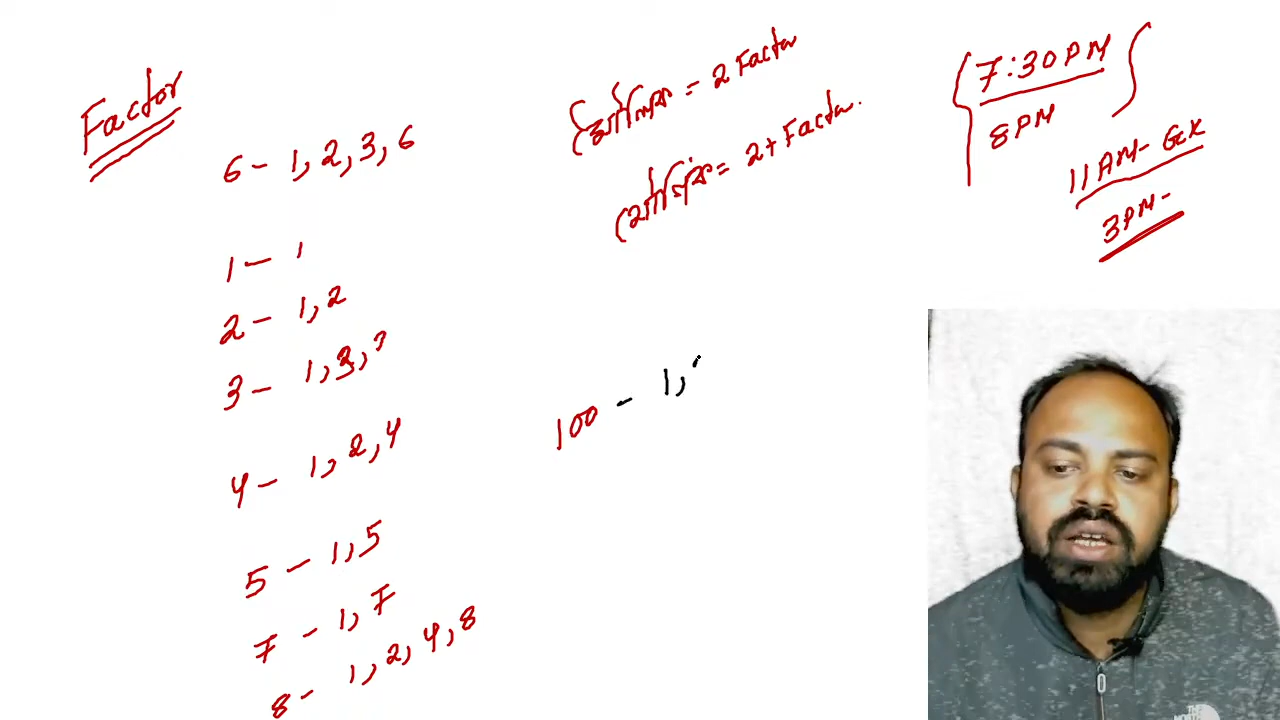 Factor
6 - 1, 2, 3, 6
1 - 1
2 - 1, 2
3 - 1, 3,
4 - 1, 2, 4
5 - 1, 5
7 - 1, 7
8 - 1, 2, 4, 8
= 2 Factor
= 2+ Factor.
100 - 1,
7:30 PM
8 PM
11 AM - GK
3 PM -